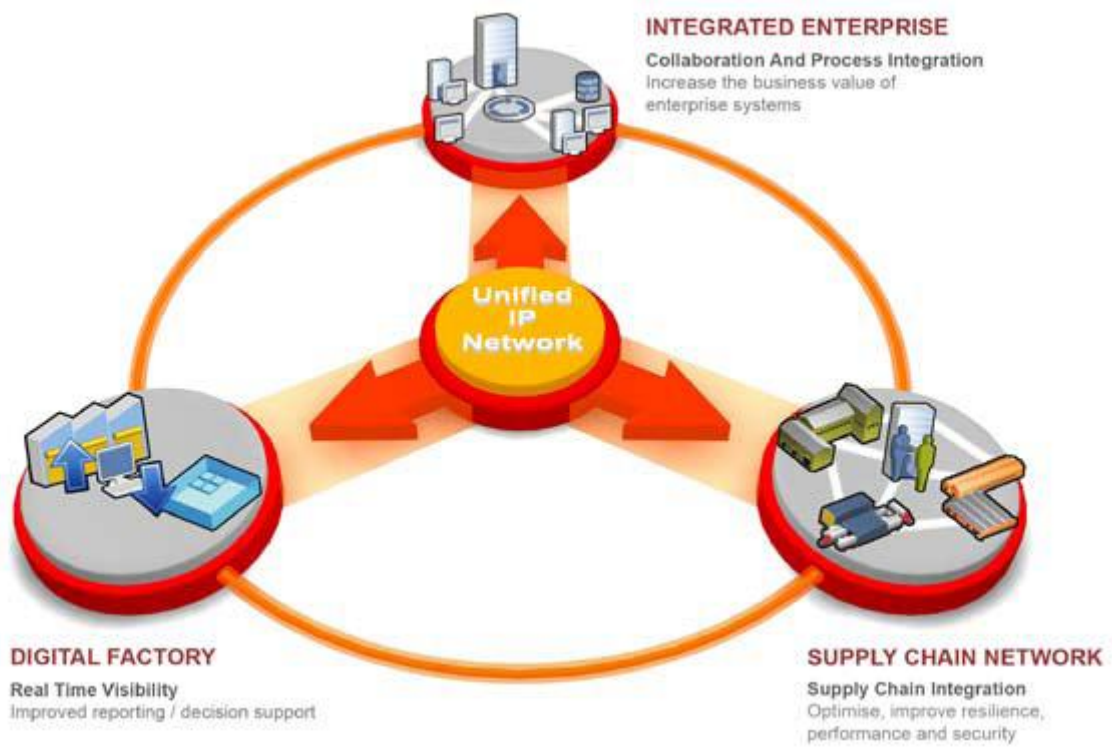 INTEGRATED ENTERPRISE
Collaboration And Process Integration
Increase the business value of
enterprise systems
Unified
IP
Network
DIGITAL FACTORY
Real Time Visibility
Improved reporting / decision support
SUPPLY CHAIN NETWORK
Supply Chain Integration
Optimise, improve resilience,
performance and security